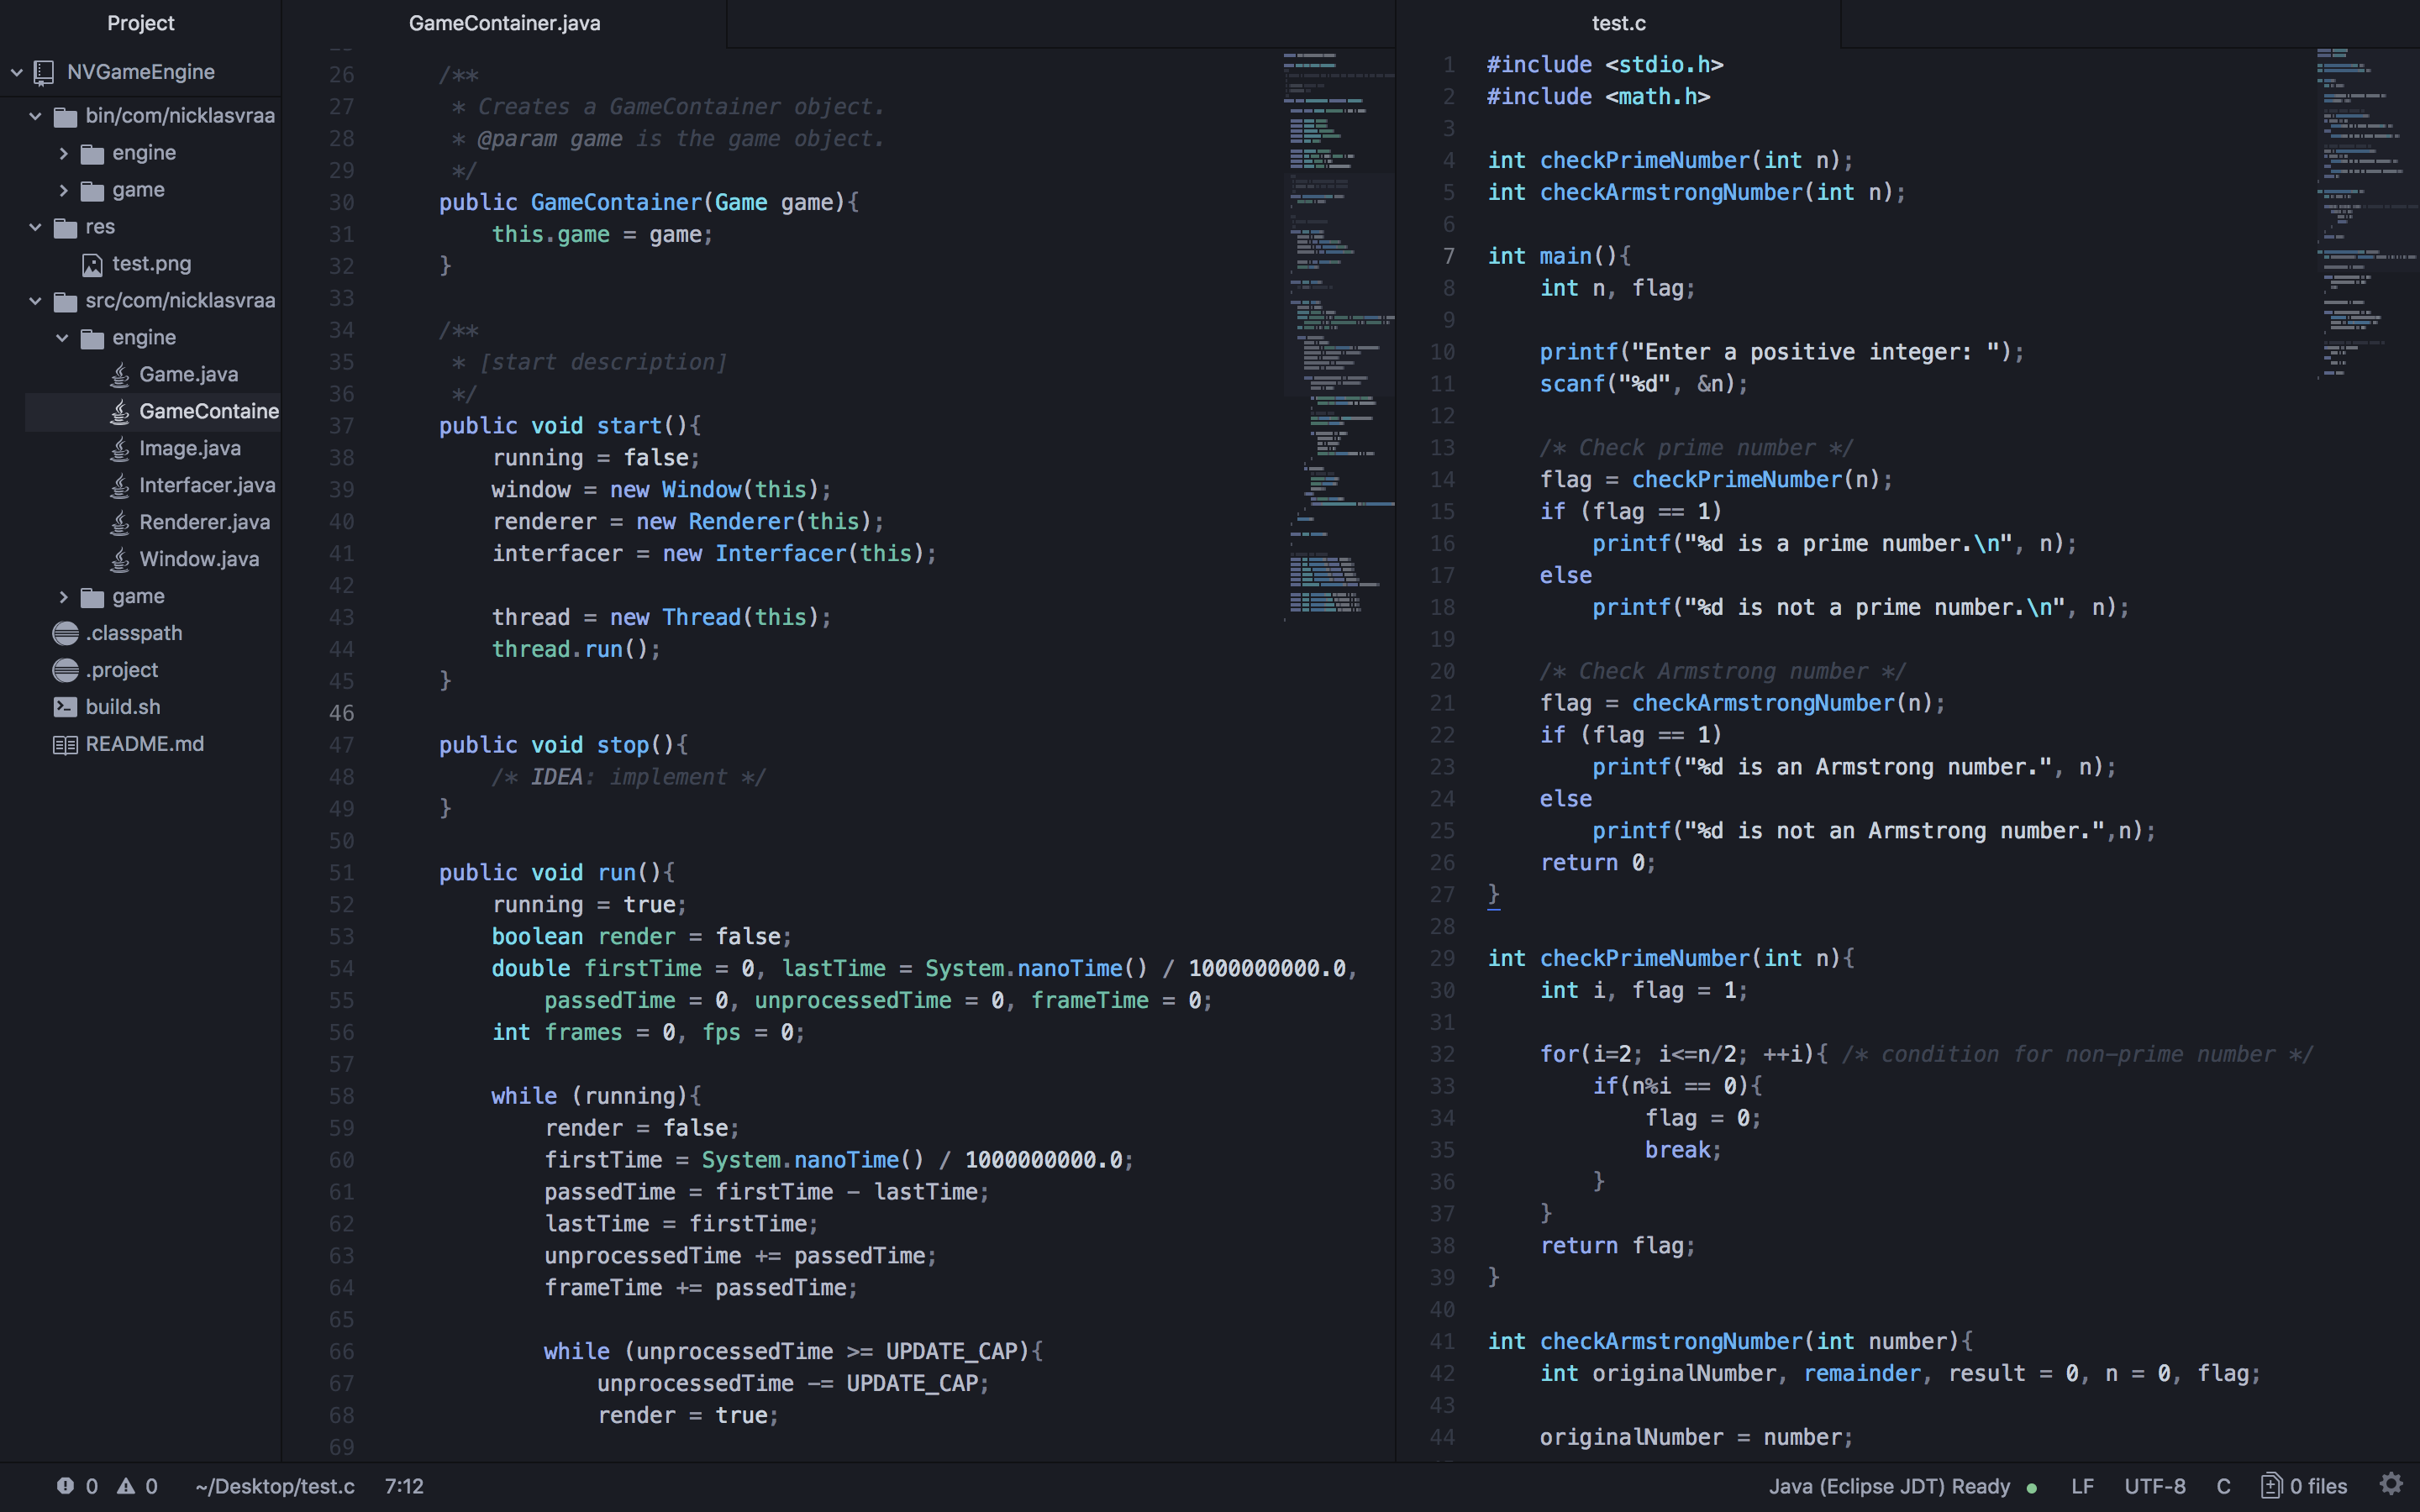 Project
NVGameEngine
bin/com/nicklasvraa
engine
game
res
test.png
src/com/nicklasvraa
engine
Game.java
GameContaine
Image.java
Interfacer.java
Renderer.java
Window.java
game
.classpath
.project
build.sh
README.md
GameContainer.java
26 /**
27 * Creates a GameContainer object.
28 * @param game is the game object.
29 */
30 public GameContainer(Game game){
31 this.game = game;
32 }
33
34 /**
35 * [start description]
36 */
37 public void start(){
38 running = false;
39 window = new Window(this);
40 renderer = new Renderer(this);
41 interfacer = new Interfacer(this);
42
43 thread = new Thread(this);
44 thread.run();
45 }
46
47 public void stop(){
48 /* IDEA: implement */
49 }
50
51 public void run(){
52 running = true;
53 boolean render = false;
54 double firstTime = 0, lastTime = System.nanoTime() / 1000000000.0,
55 passedTime = 0, unprocessedTime = 0, frameTime = 0;
56 int frames = 0, fps = 0;
57
58 while (running){
59 render = false;
60 firstTime = System.nanoTime() / 1000000000.0;
61 passedTime = firstTime - lastTime;
62 lastTime = firstTime;
63 unprocessedTime += passedTime;
64 frameTime += passedTime;
65
66 while (unprocessedTime >= UPDATE_CAP){
67 unprocessedTime -= UPDATE_CAP;
68 render = true;
69
test.c
1 #include <stdio.h>
2 #include <math.h>
3
4 int checkPrimeNumber(int n);
5 int checkArmstrongNumber(int n);
6
7 int main(){
8 int n, flag;
9
10 printf("Enter a positive integer: ");
11 scanf("%d", &n);
12
13 /* Check prime number */
14 flag = checkPrimeNumber(n);
15 if (flag == 1)
16 printf("%d is a prime number.\n", n);
17 else
18 printf("%d is not a prime number.\n", n);
19
20 /* Check Armstrong number */
21 flag = checkArmstrongNumber(n);
22 if (flag == 1)
23 printf("%d is an Armstrong number.", n);
24 else
25 printf("%d is not an Armstrong number.",n);
26 return 0;
27 }
28
29 int checkPrimeNumber(int n){
30 int i, flag = 1;
31
32 for(i=2; i<=n/2; ++i){ /* condition for non-prime number */
33 if(n%i == 0){
34 flag = 0;
35 break;
36 }
37 }
38 return flag;
39 }
40
41 int checkArmstrongNumber(int number){
42 int originalNumber, remainder, result = 0, n = 0, flag;
43
44 originalNumber = number;
0 0 ~/Desktop/test.c 7:12 Java (Eclipse JDT) Ready LF UTF-8 C 0 files